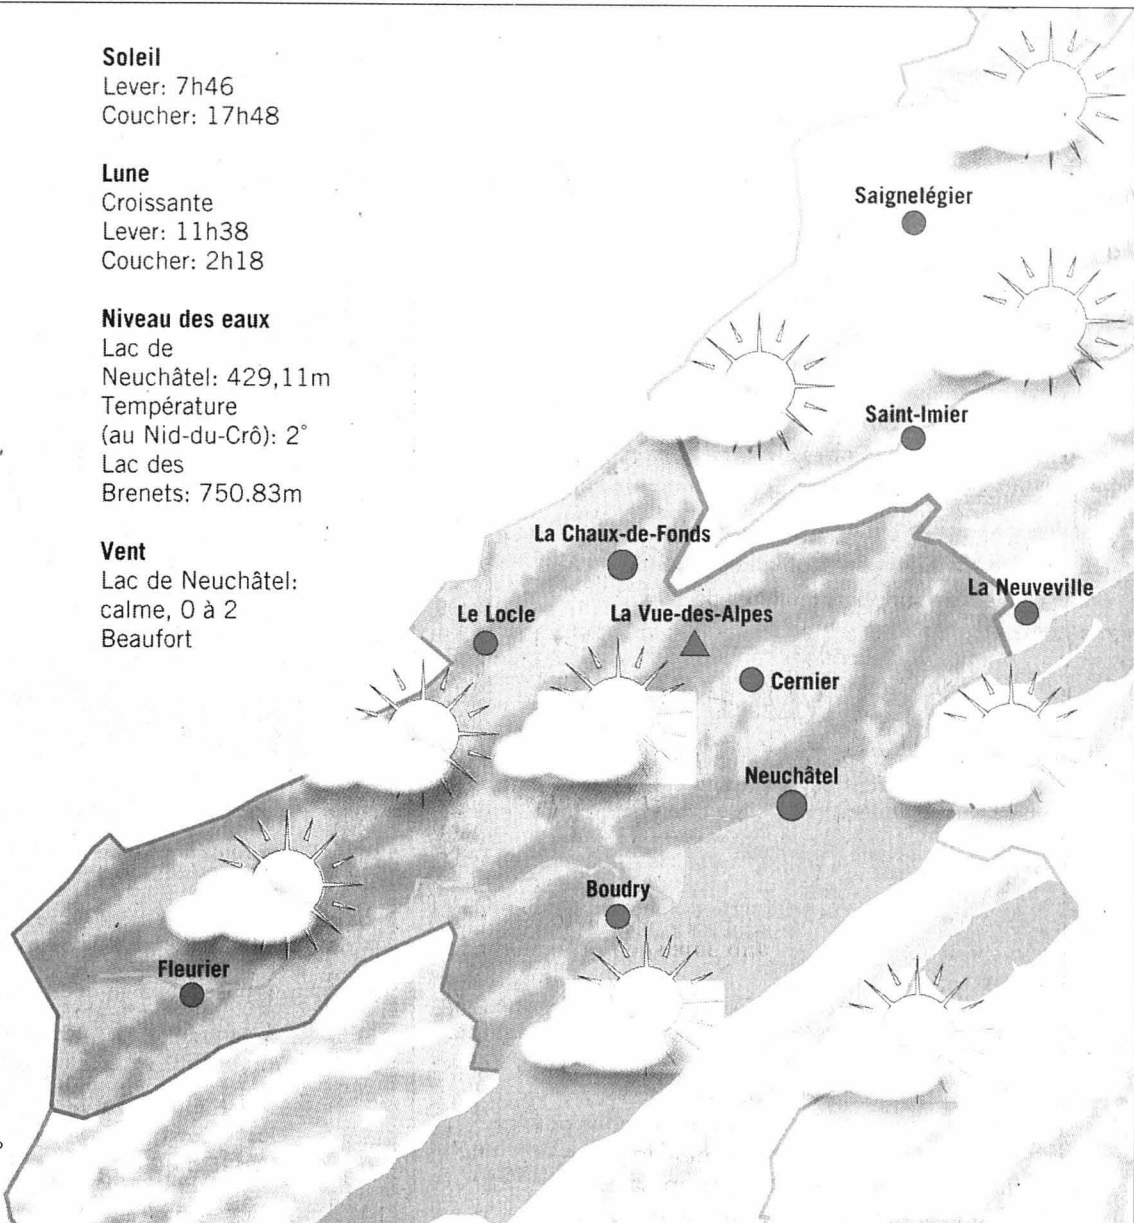 Soleil
Lever: 7h46
Coucher: 17h48
Lune
Croissante
Lever: 11h38
Coucher: 2h18
Niveau des eaux
Lac de
Neuchâtel: 429,11m
Température
(au Nid-du-Crô): 2°
Lac des
Brenets: 750.83m
Vent
Lac de Neuchâtel:
calme, 0 à 2
Beaufort
Saignelégier
Saint-Imier
La Chaux-de-Fonds
La Neuveville
Le Locle
La Vue-des-Alpes
Cernier
Neuchâtel
Boudry
Fleurier